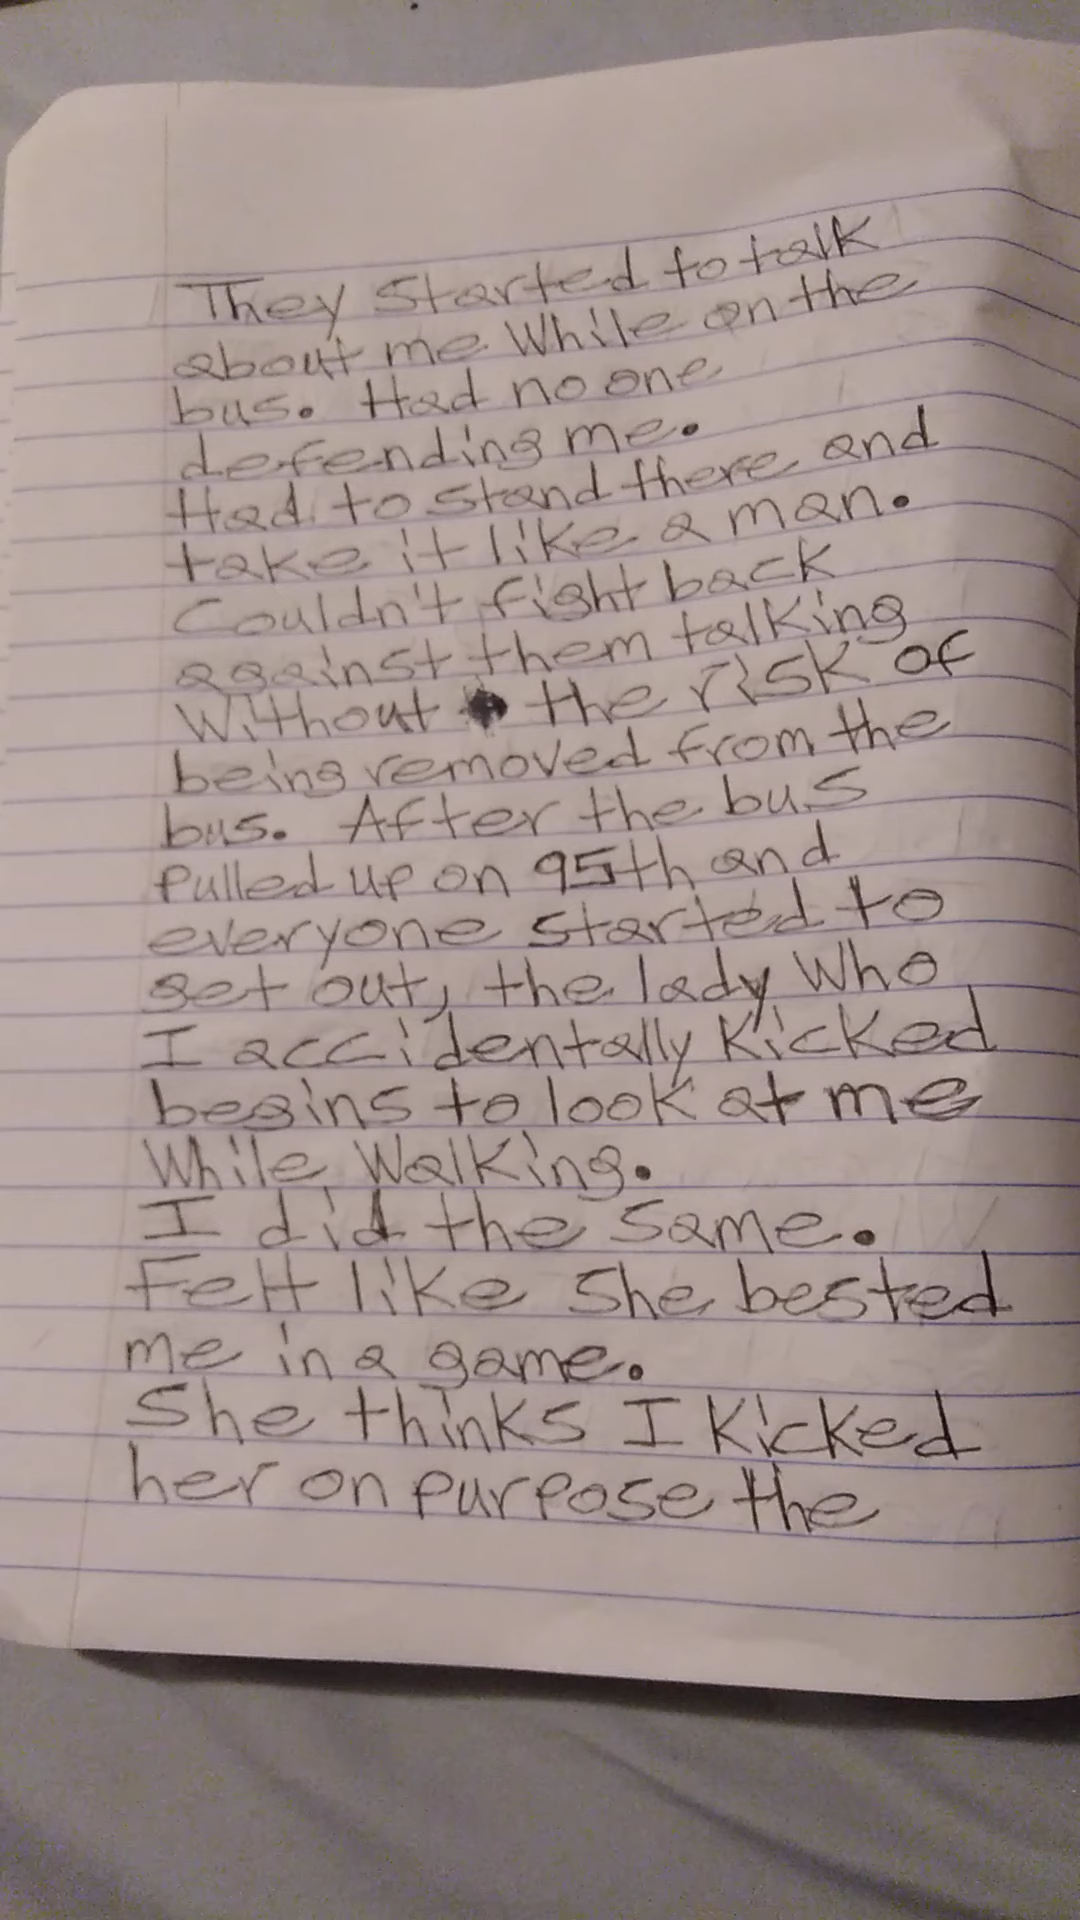 They Started to talk
about me While on the
bus. Had no one
defending me.
Had to stand there and
take it like a man.
Couldn't fight back
against them talking
Without the risk of
being removed from the
bus. After the bus
pulled up on 95th and
everyone started to
get out, the lady Who
I accidentally Kicked
begins to look at me
While Walking.
I did the same.
Felt like She bested
me in a game.
She thinks I Kicked
her on purpose the